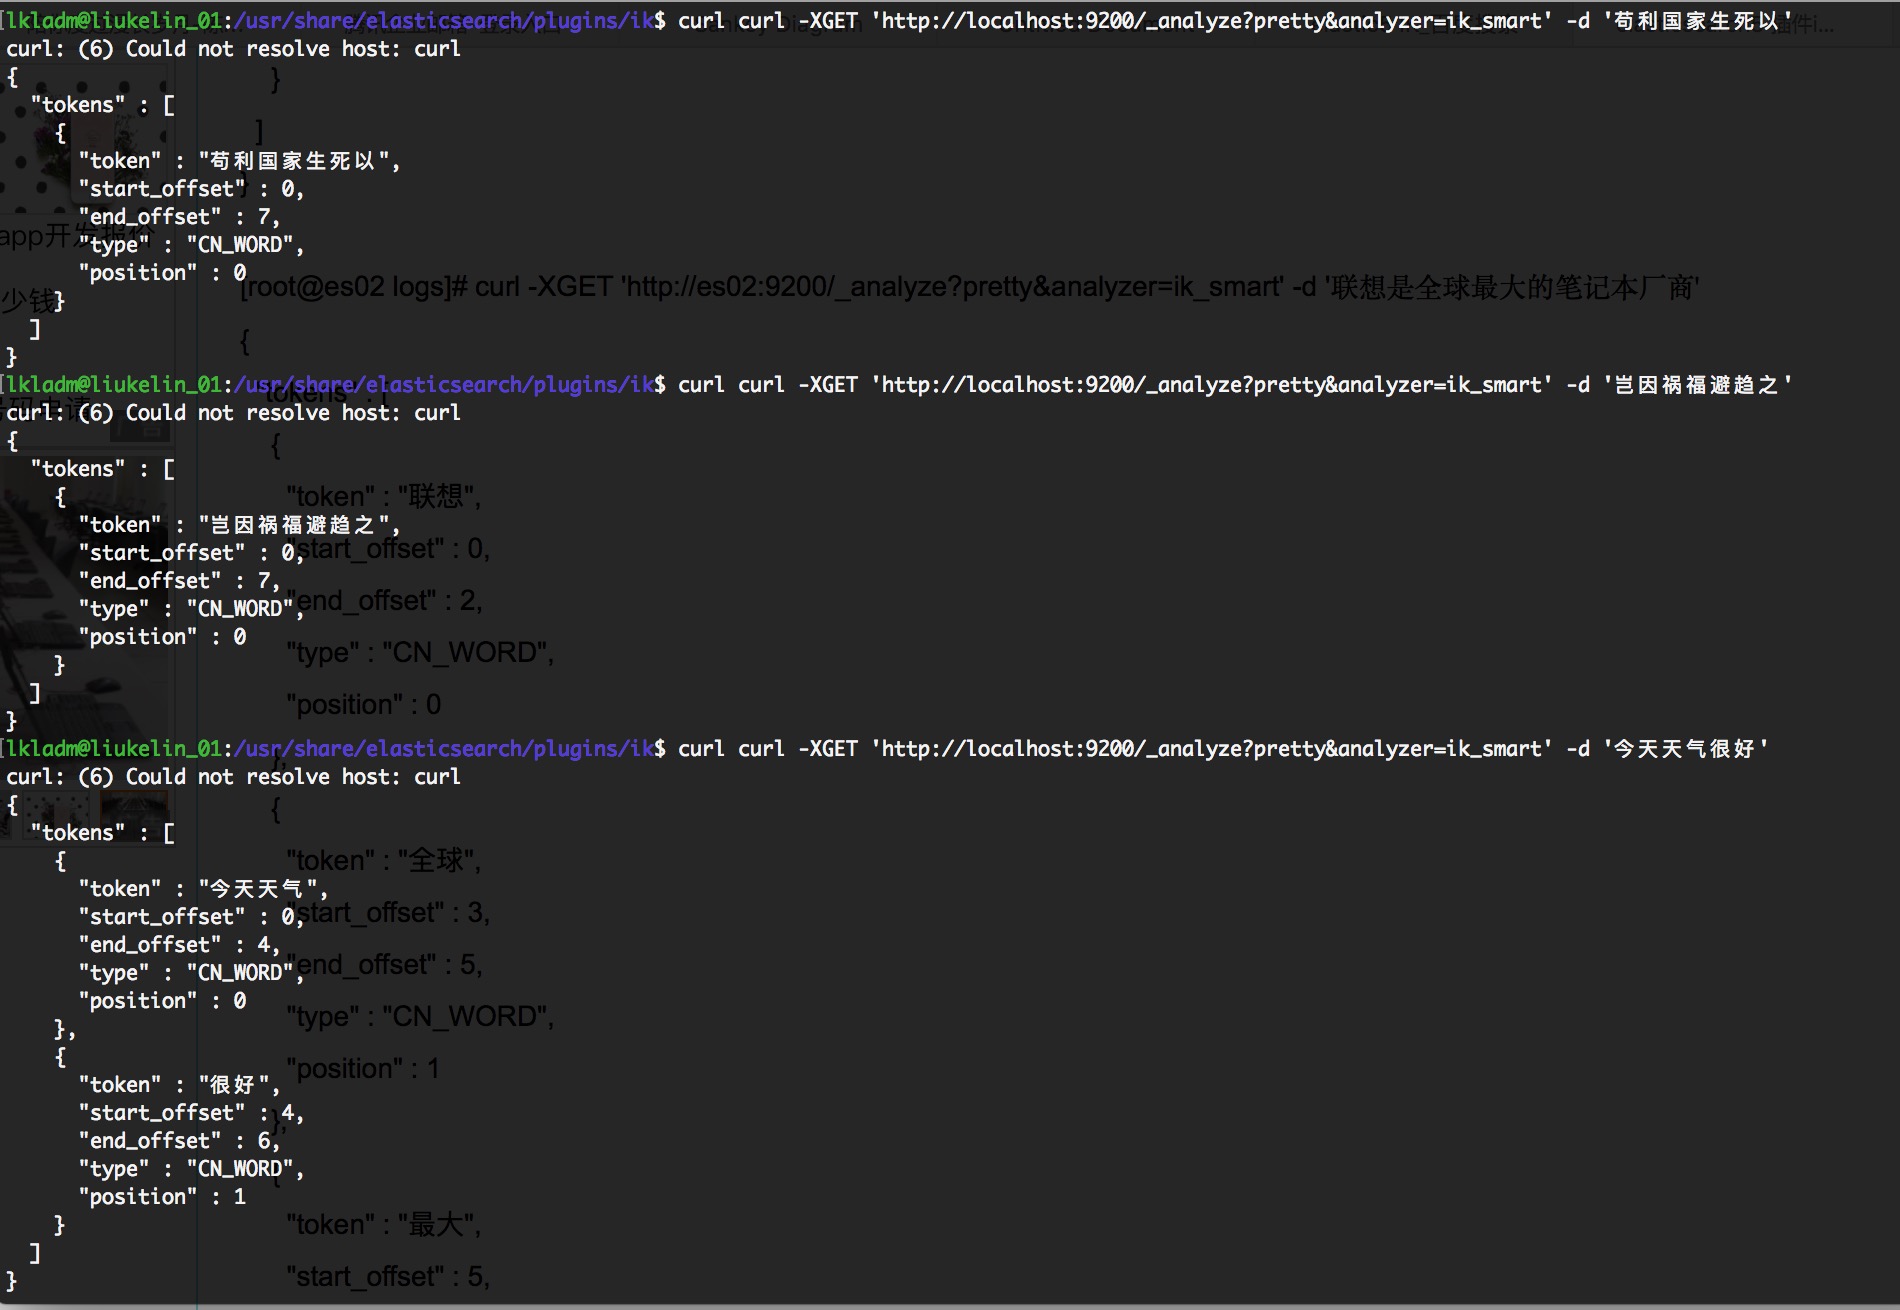 [lkladm@liukelin_01:/usr/share/elasticsearch/plugins/ik$ curl curl -XGET 'http://localhost:9200/_analyze?pretty&analyzer=ik_smart' -d '苟利国家生死以'
curl: (6) Could not resolve host: curl
{
  "tokens" : [
    {
      "token" : "苟利国家生死以",
      "start_offset" : 0,
      "end_offset" : 7,
      "type" : "CN_WORD",
      "position" : 0
    }
  ]
}
[lkladm@liukelin_01:/usr/share/elasticsearch/plugins/ik$ curl curl -XGET 'http://localhost:9200/_analyze?pretty&analyzer=ik_smart' -d '岂因祸福避趋之'
curl: (6) Could not resolve host: curl
{
  "tokens" : [
    {
      "token" : "岂因祸福避趋之",
      "start_offset" : 0,
      "end_offset" : 7,
      "type" : "CN_WORD",
      "position" : 0
    }
  ]
}
[lkladm@liukelin_01:/usr/share/elasticsearch/plugins/ik$ curl curl -XGET 'http://localhost:9200/_analyze?pretty&analyzer=ik_smart' -d '今天天气很好'
curl: (6) Could not resolve host: curl
{
  "tokens" : [
    {
      "token" : "今天天气",
      "start_offset" : 0,
      "end_offset" : 4,
      "type" : "CN_WORD",
      "position" : 0
    },
    {
      "token" : "很好",
      "start_offset" : 4,
      "end_offset" : 6,
      "type" : "CN_WORD",
      "position" : 1
    }
  ]
}
app开发报价
少钱
}
]
}
[root@es02 logs]# curl -XGET 'http://es02:9200/_analyze?pretty&analyzer=ik_smart' -d '联想是全球最大的笔记本厂商'
{
"tokens" : [
{
"token" : "联想",
"start_offset" : 0,
"end_offset" : 2,
"type" : "CN_WORD",
"position" : 0
},
{
"token" : "全球",
"start_offset" : 3,
"end_offset" : 5,
"type" : "CN_WORD",
"position" : 1
},
{
"token" : "最大",
"start_offset" : 5,